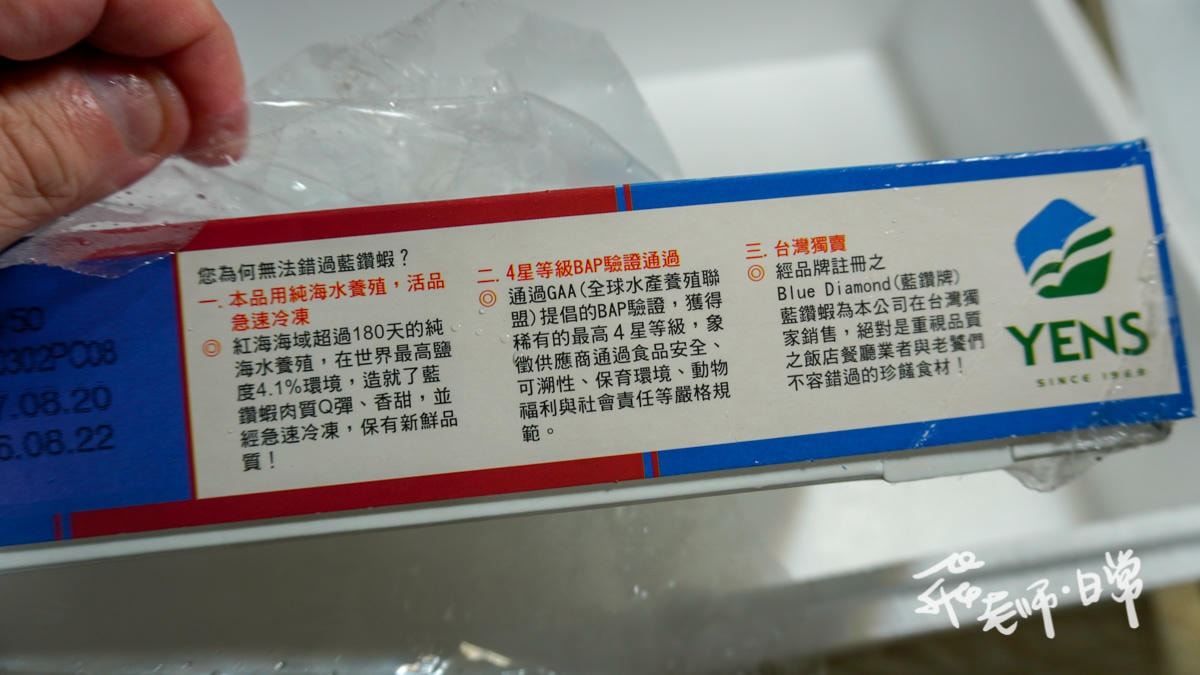 您為何無法錯過藍鑽蝦？
一. 本品用純海水養殖，活品
急速冷凍
◎ 紅海海域超過180天的純
海水養殖，在世界最高鹽
度4.1%環境，造就了藍
鑽蝦肉質Q彈、香甜，並
經急速冷凍，保有新鮮品
質！
二. 4星等級BAP驗證通過
◎ 通過GAA(全球水產養殖聯
盟)提倡的BAP驗證，獲得
稀有的最高4星等級，象
徵供應商通過食品安全、
可溯性、保育環境、動物
福利與社會責任等嚴格規
範。
三. 台灣獨賣
◎ 經品牌註冊之
Blue Diamond(藍鑽牌)
藍鑽蝦為本公司在台灣獨
家銷售，絕對是重視品質
之飯店餐廳業者與老饕們
不容錯過的珍饈食材！
YENS
SINCE 1968
/50
0302PC08
7.08.20
6.08.22
老師·日常